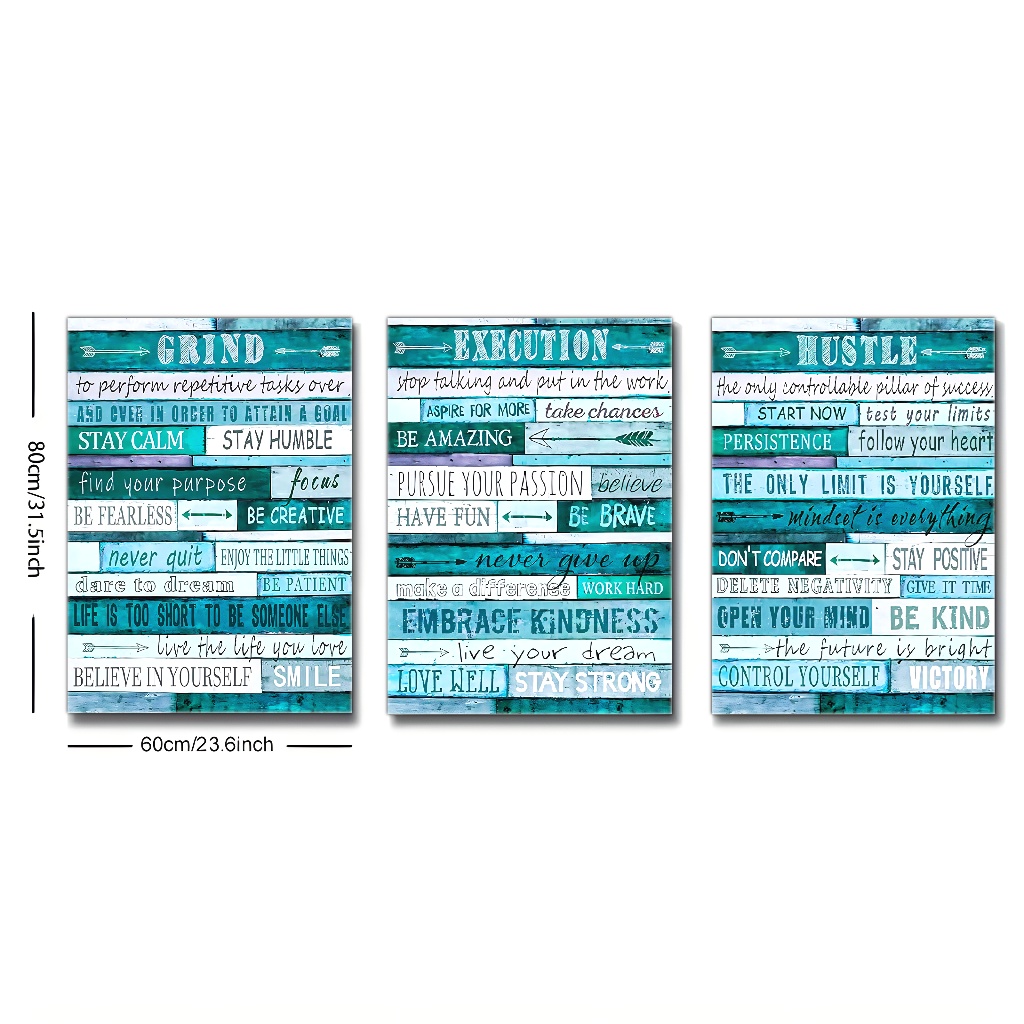 80cm/31.5inch
60cm/23.6inch
GRIND
to perform repetitive tasks over
AND OVER IN ORDER TO ATTAIN A GOAL
STAY CALM STAY HUMBLE
find your purpose focus
BE FEARLESS BE CREATIVE
never quit ENJOY THE LITTLE THINGS
dare to dream BE PATIENT
LIFE IS TOO SHORT TO BE SOMEONE ELSE
live the life you love
BELIEVE IN YOURSELF SMILE
EXECUTION
stop talking and put in the work
ASPIRE FOR MORE take chances
BE AMAZING
PURSUE YOUR PASSION believe
HAVE FUN BE BRAVE
never give up
make a difference WORK HARD
EMBRACE KINDNESS
live your dream
LOVE WELL STAY STRONG
HUSTLE
the only controllable pillar of success
START NOW test your limits
PERSISTENCE follow your heart
THE ONLY LIMIT IS YOURSELF
mindset is everything
DON'T COMPARE STAY POSITIVE
DELETE NEGATIVITY GIVE IT TIME
OPEN YOUR MIND BE KIND
the future is bright
CONTROL YOURSELF VICTORY